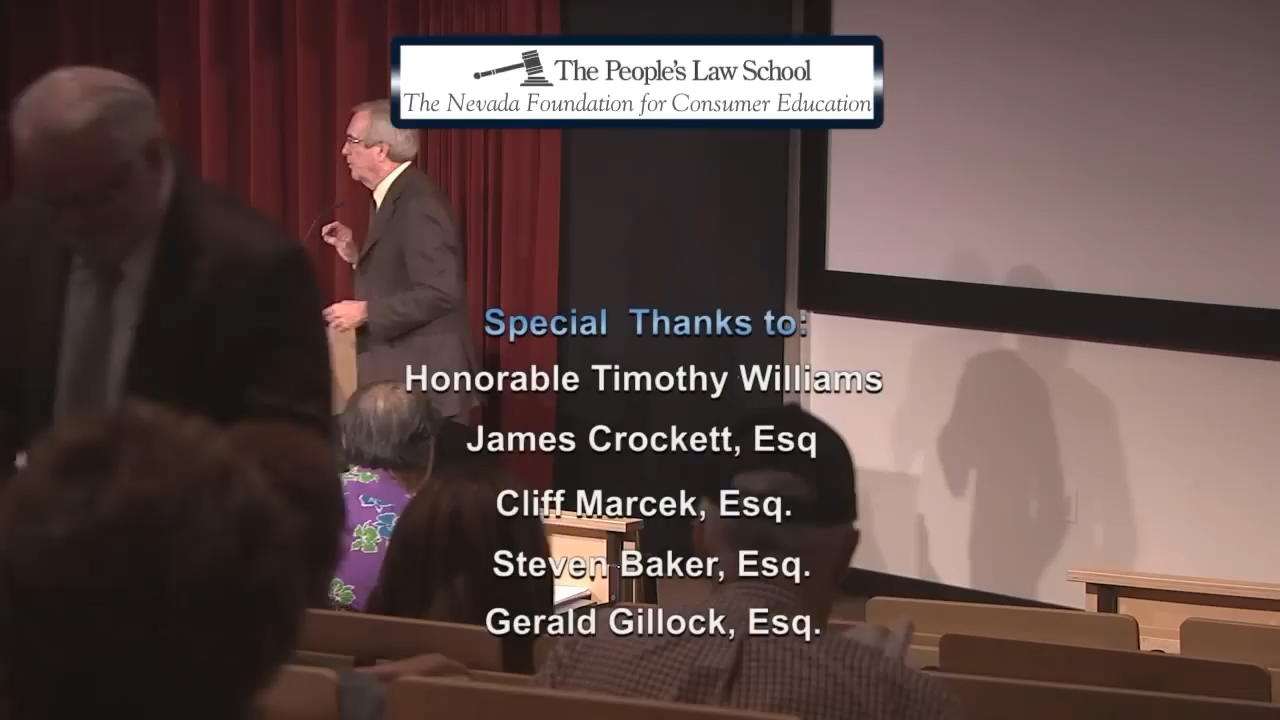 The People's Law School
The Nevada Foundation for Consumer Education
Special Thanks to:
Honorable Timothy Williams
James Crockett, Esq
Cliff Marcek, Esq.
Steven Baker, Esq.
Gerald Gillock, Esq.